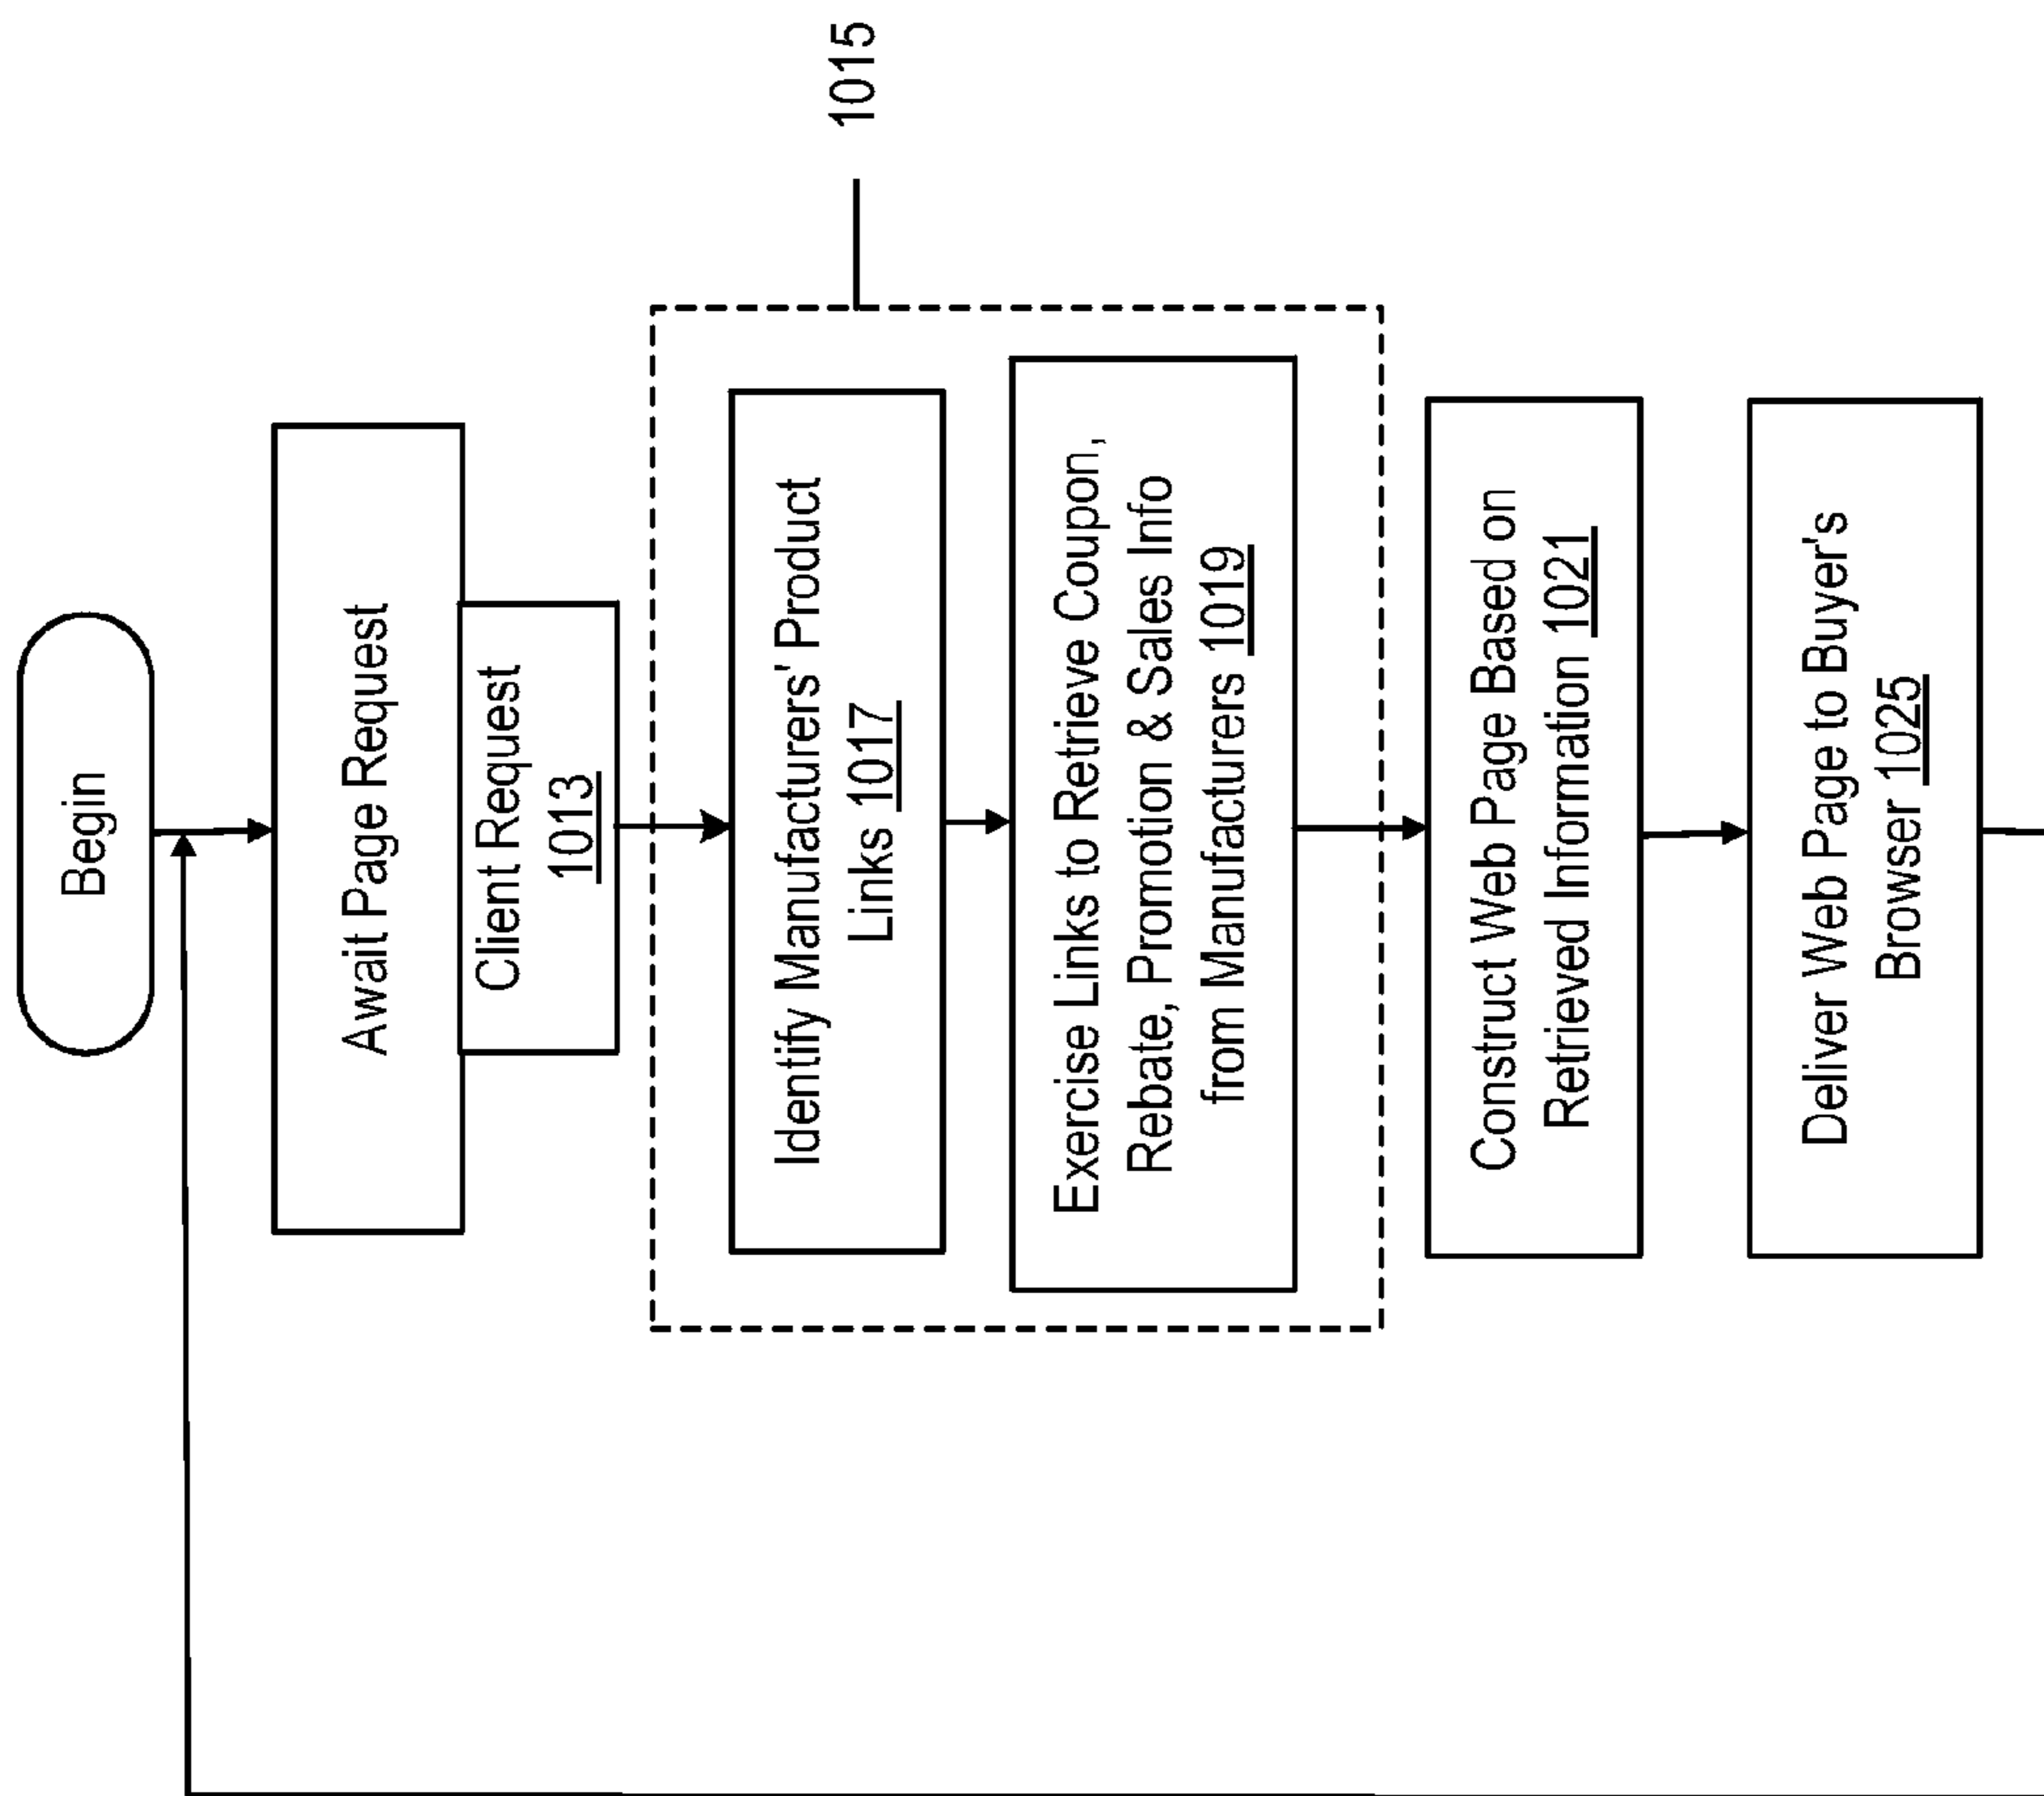 Begin
Await Page Request
Client Request
1013
1015
Identify Manufacturers' Product
Links 1017
Exercise Links to Retrieve Coupon,
Rebate, Promotion & Sales Info
from Manufacturers 1019
Construct Web Page Based on
Retrieved Information 1021
Deliver Web Page to Buyer's
Browser 1025